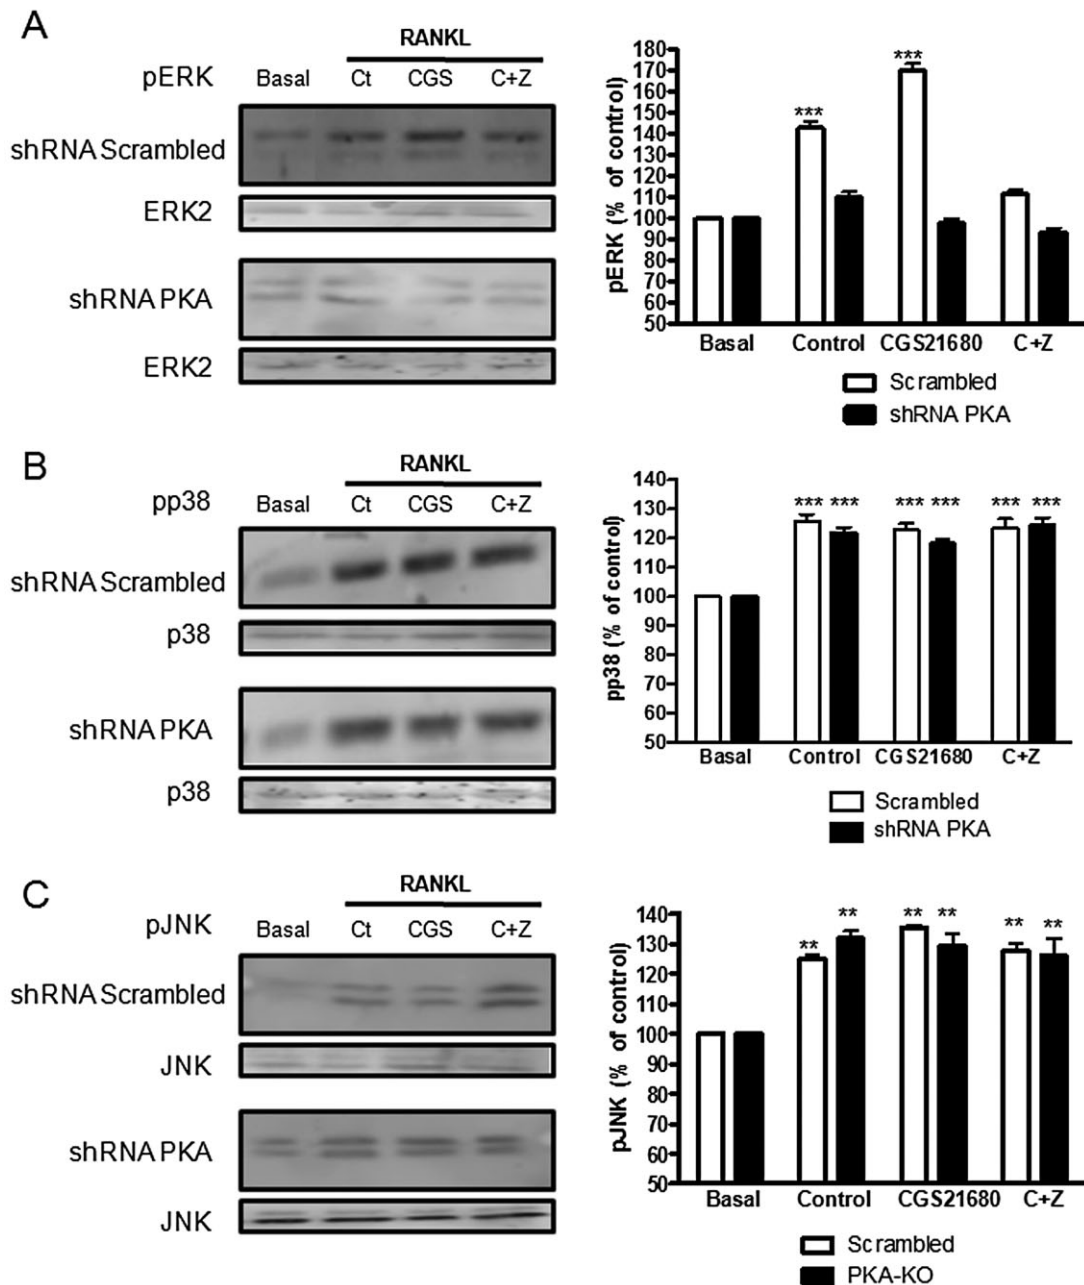 A
RANKL
pERK Basal Ct CGS C+Z
shRNA Scrambled
ERK2
shRNA PKA
ERK2
pERK (% of control)
180
170
160
150
140
130
120
110
100
90
80
70
60
50
*** ***
Basal Control CGS21680 C+Z
Scrambled
shRNA PKA
B
RANKL
pp38 Basal Ct CGS C+Z
shRNA Scrambled
p38
shRNA PKA
p38
pp38 (% of control)
140
130
120
110
100
90
80
70
60
50
*** *** *** *** *** ***
Basal Control CGS21680 C+Z
Scrambled
shRNA PKA
C
RANKL
pJNK Basal Ct CGS C+Z
shRNA Scrambled
JNK
shRNA PKA
JNK
pJNK (% of control)
140
130
120
110
100
90
80
70
60
50
** ** ** ** ** **
Basal Control CGS21680 C+Z
Scrambled
PKA-KO